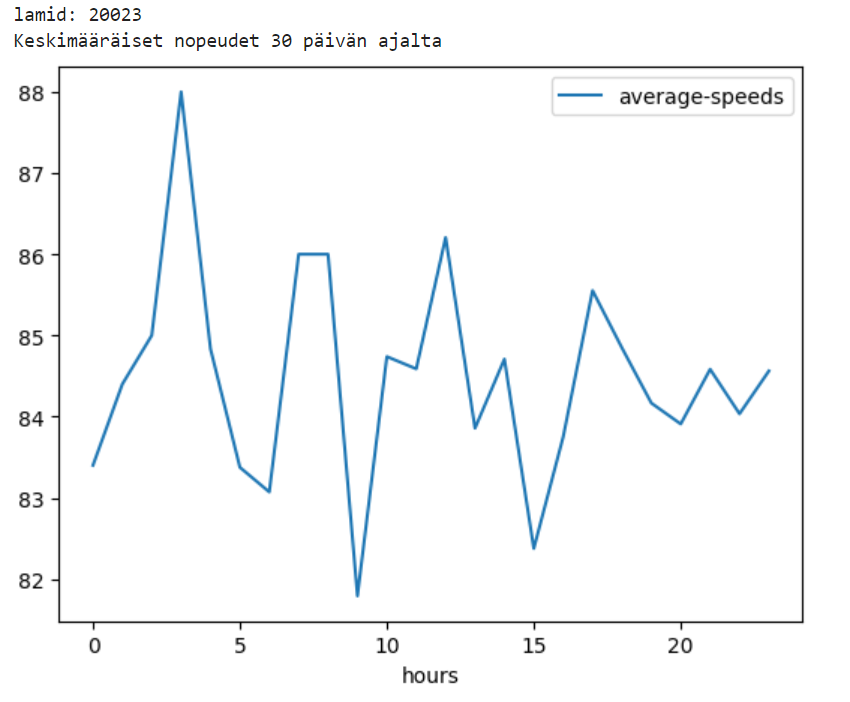 lamid: 20023
Keskimääräiset nopeudet 30 päivän ajalta
average-speeds
88
87
86
85
84
83
82
0 5 10 15 20
hours